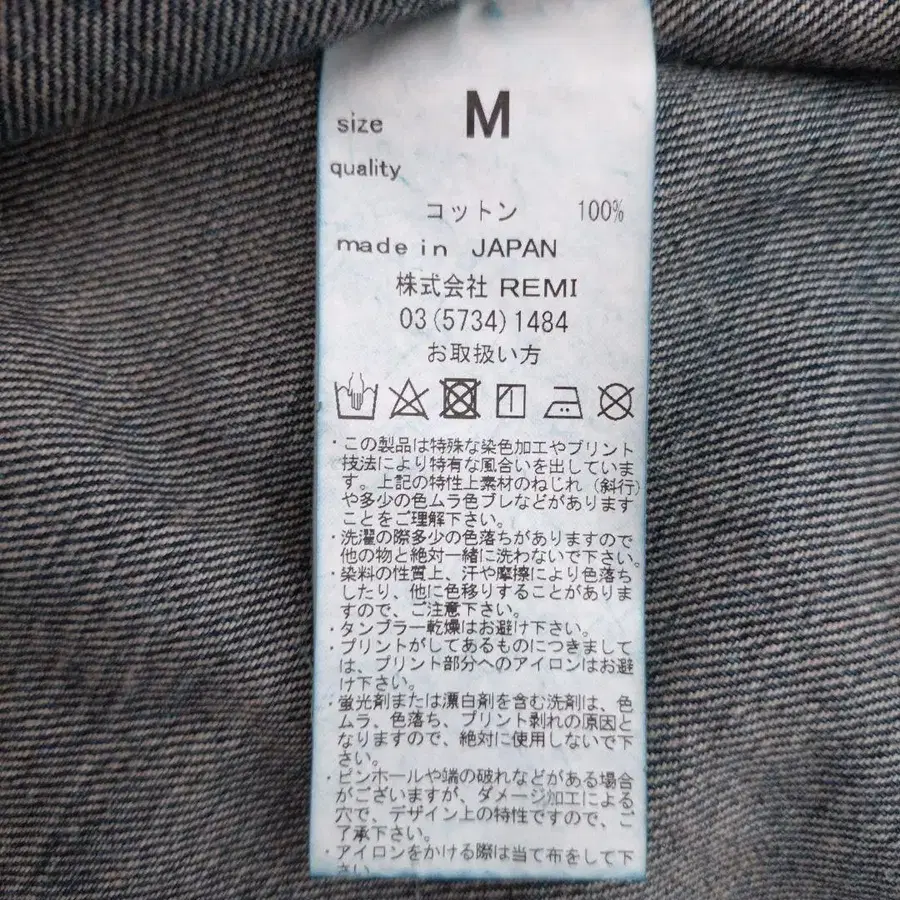 size M
quality
コットン 100%
made in JAPAN
株式会社 REMI
03(5734)1484
お取扱い方
・この製品は特殊な染色加工やプリント
技法により特有な風合いを出していま
す。上記の特性上素材のねじれ（斜行）
や多少の色ムラ色ブレなどがあります
ことをご理解下さい。
・洗濯の際多少の色落ちがありますので
他の物と絶対一緒に洗わないで下さい。
・染料の性質上、汗や摩擦により色落ち
したり、他に色移りすることがありま
すので、ご注意下さい。
・タンブラー乾燥はお避け下さい。
・プリントがしてあるものにつきまして
は、プリント部分へのアイロンはお避
け下さい。
・蛍光剤または漂白剤を含む洗剤は、色
ムラ、色落ち、プリント剥れの原因と
なりますので、絶対に使用しないで下
さい。
・ピンホールや端の破れなどがある場合
がございますが、ダメージ加工による
穴で、デザイン上の特性ですので、ご
了承下さい。
・アイロンをかける際は当て布をして下
さい。